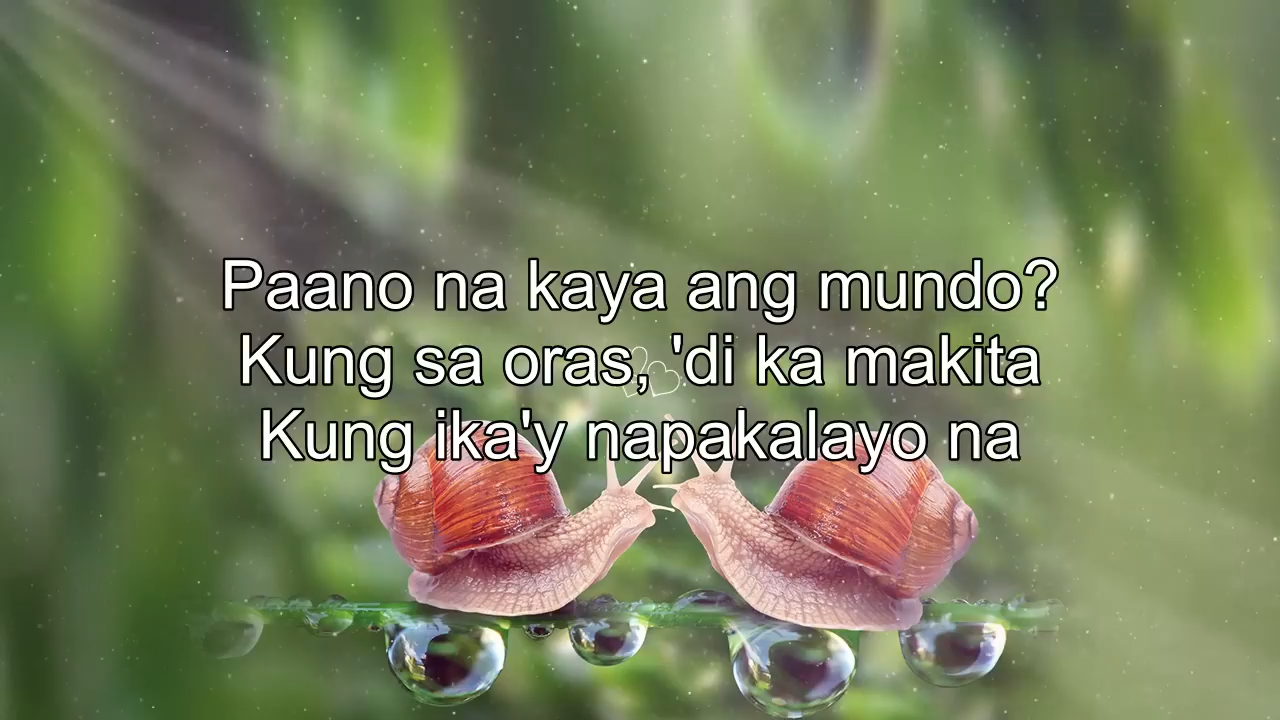 Paano na kaya ang mundo?
Kung sa oras, 'di ka makita
Kung ika'y napakalayo na